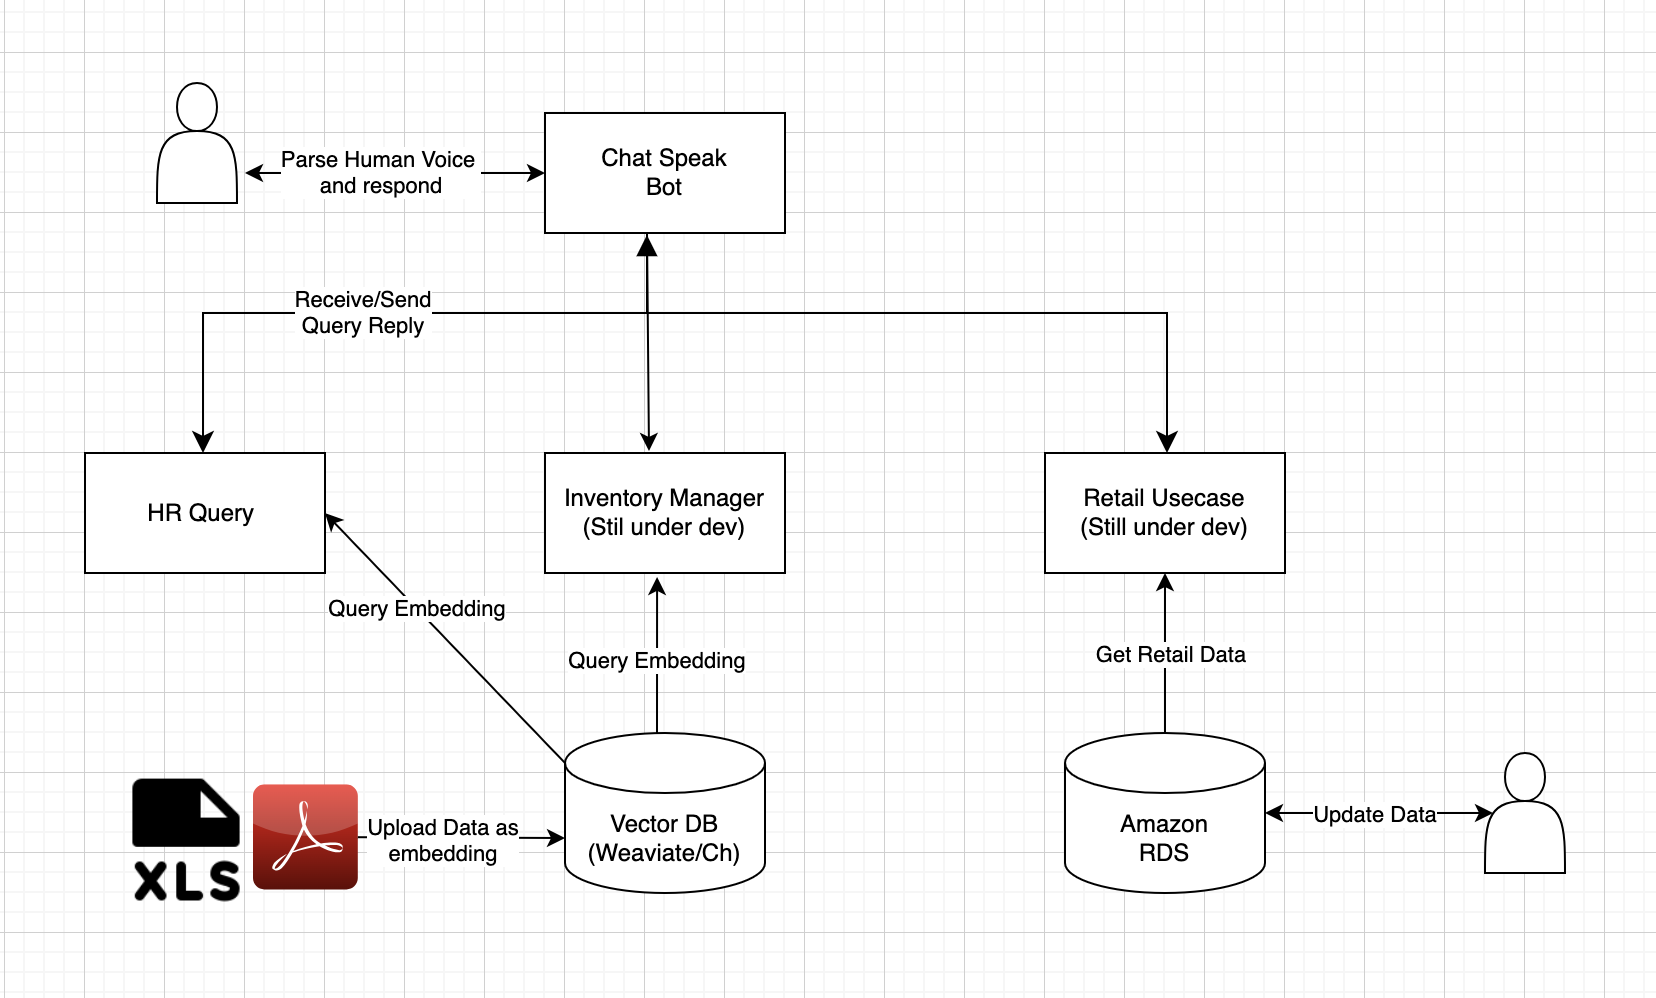 Parse Human Voice
and respond
Chat Speak
Bot
Receive/Send
Query Reply
HR Query
Inventory Manager
(Stil under dev)
Retail Usecase
(Still under dev)
Query Embedding
Query Embedding
Get Retail Data
XLS
Upload Data as
embedding
Vector DB
(Weaviate/Ch)
Amazon
RDS
Update Data